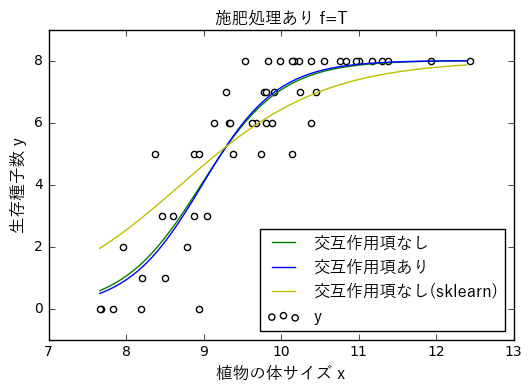 施肥処理あり f=T
生存種子数 y
8
6
4
2
0
交互作用項なし
交互作用項あり
交互作用項なし(sklearn)
y
7 8 9 10 11 12 13
植物の体サイズ x